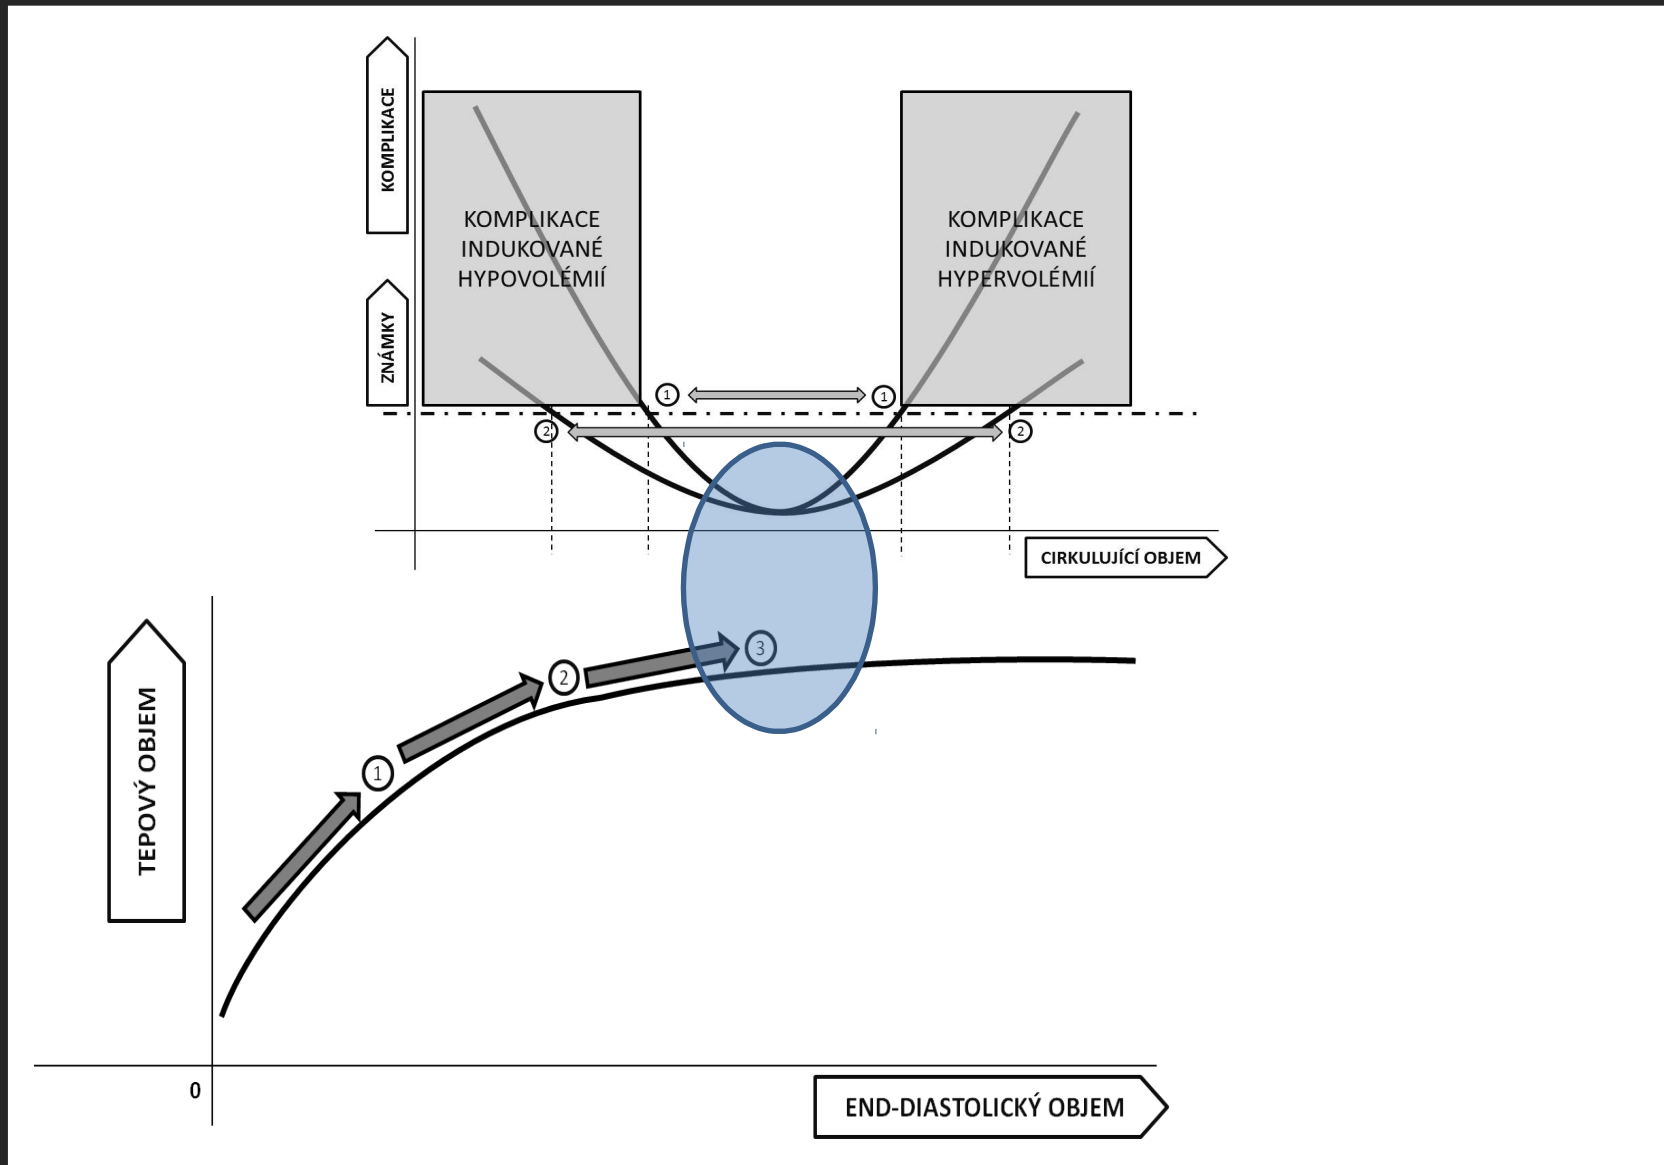 KOMPLIKACE
KOMPLIKACE
INDUKOVANÉ
HYPOVOLÉMIÍ
KOMPLIKACE
INDUKOVANÉ
HYPERVOLÉMIÍ
ZNÁMKY
1
1
2
2
CIRKULUJÍCÍ OBJEM
TEPOVÝ OBJEM
3
2
1
0
END-DIASTOLICKÝ OBJEM